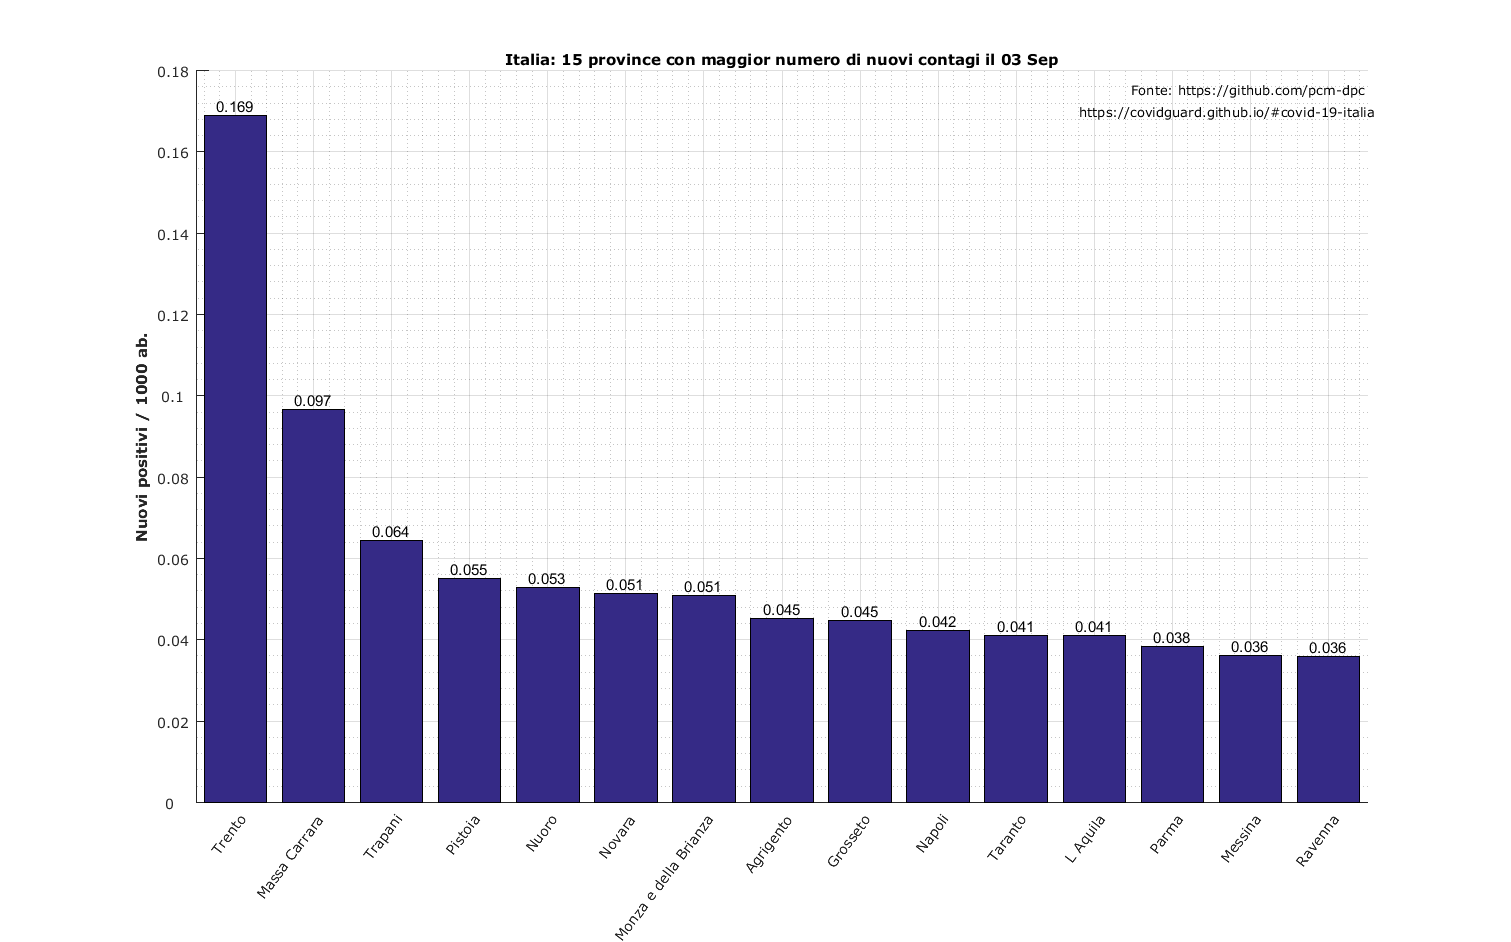 Italia: 15 province con maggior numero di nuovi contagi il 03 Sep
Fonte: https://github.com/pcm-dpc
https://covidguard.github.io/#covid-19-italia
Nuovi positivi / 1000 ab.
0.18
0.16
0.14
0.12
0.1
0.08
0.06
0.04
0.02
0
0.169
0.097
0.064
0.055
0.053
0.051
0.051
0.045
0.045
0.042
0.041
0.041
0.038
0.036
0.036
Trento
Massa Carrara
Trapani
Pistoia
Nuoro
Novara
Monza e della Brianza
Agrigento
Grosseto
Napoli
Taranto
L Aquila
Parma
Messina
Ravenna